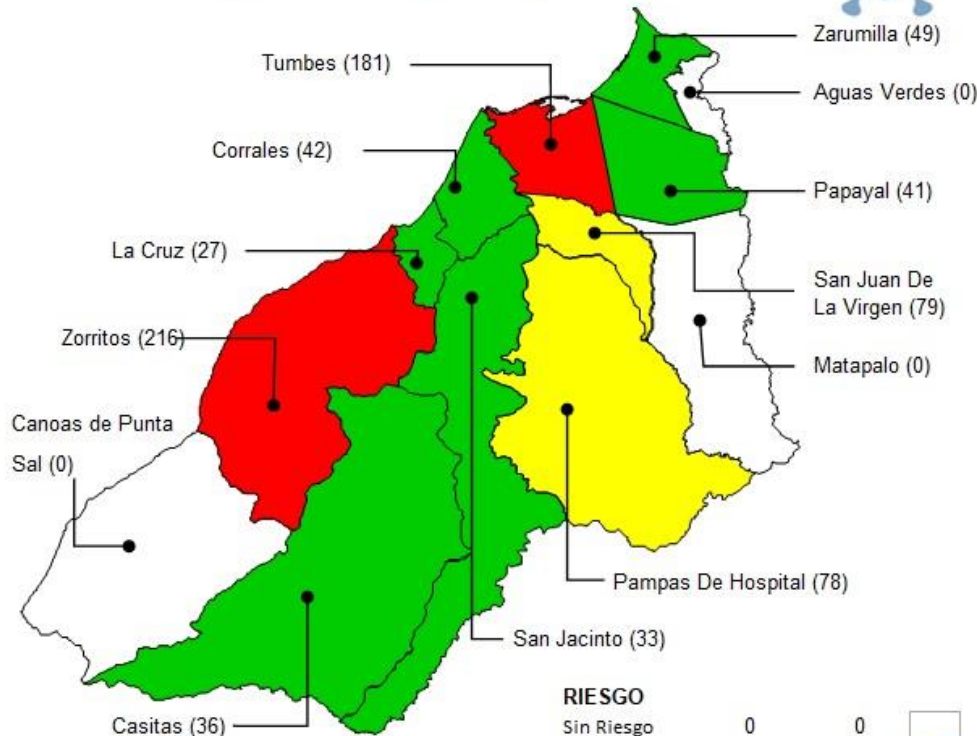 Zarumilla (49)
Tumbes (181)
Aguas Verdes (0)
Corrales (42)
Papayal (41)
La Cruz (27)
San Juan De
La Virgen (79)
Zorritos (216)
Matapalo (0)
Canoas de Punta
Sal (0)
Pampas De Hospital (78)
San Jacinto (33)
Casitas (36)
RIESGO
Sin Riesgo 0 0